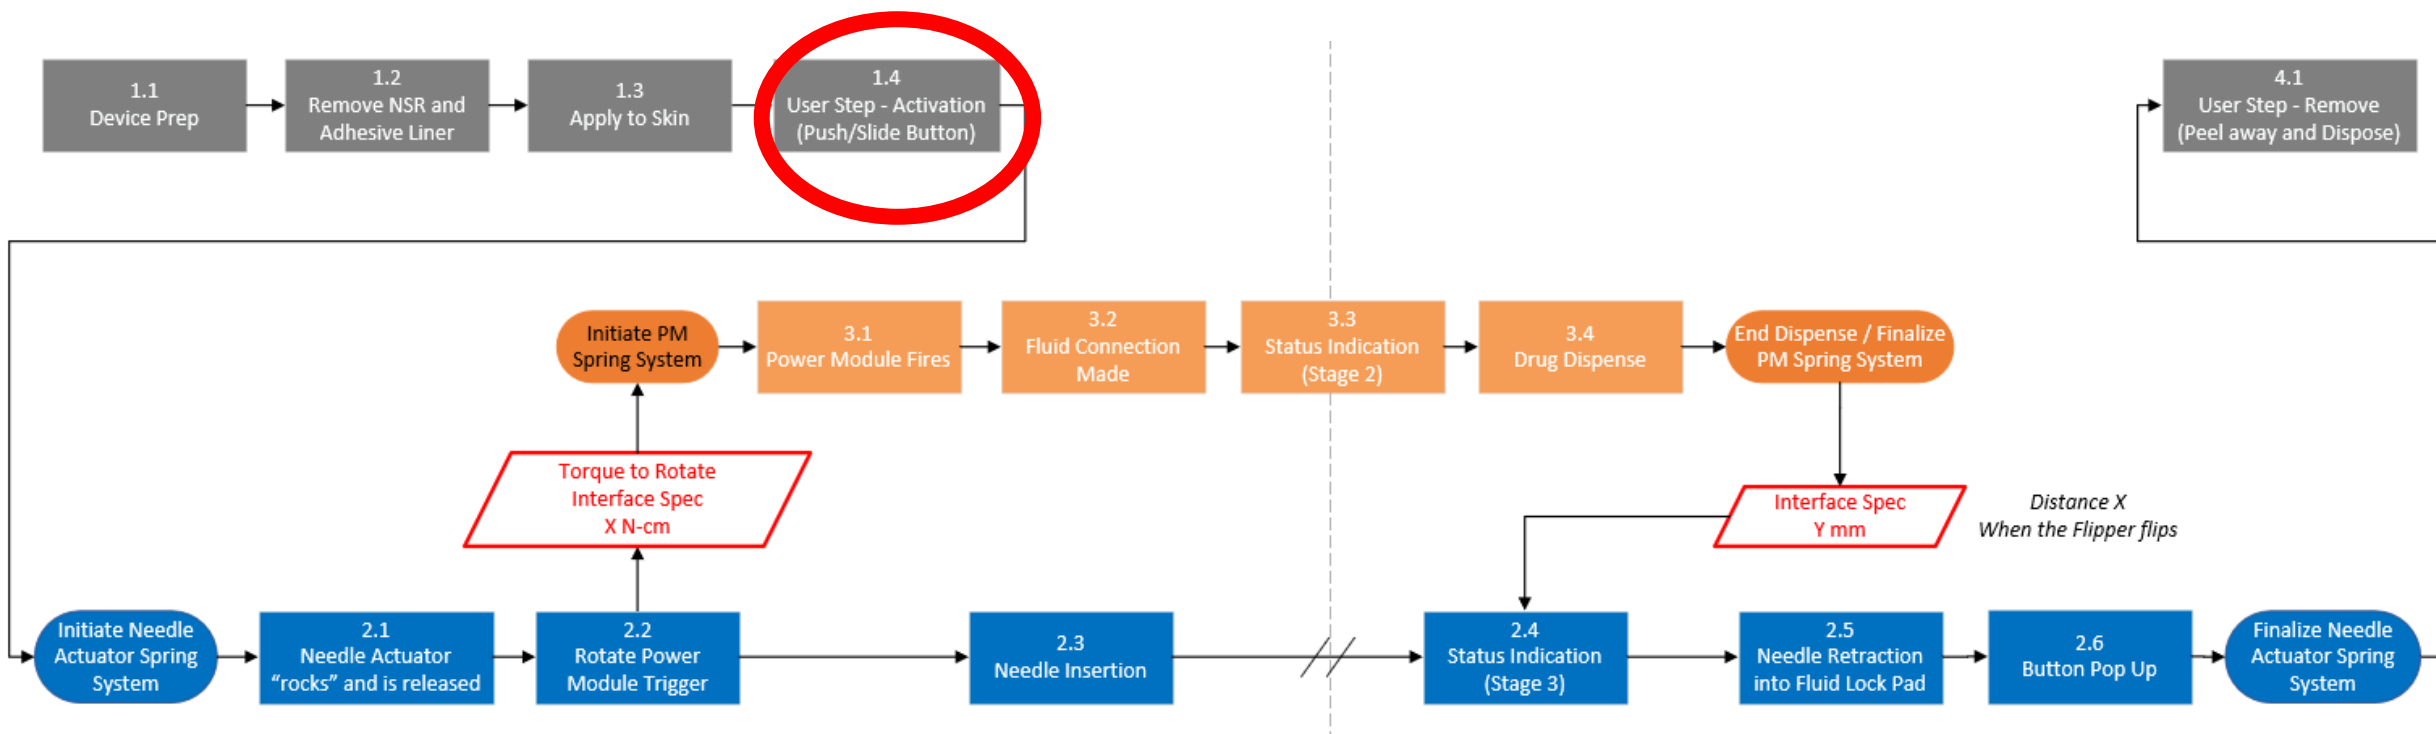 1.1
Device Prep
1.2
Remove NSR and
Adhesive Liner
1.3
Apply to Skin
1.4
User Step - Activation
(Push/Slide Button)
4.1
User Step - Remove
(Peel away and Dispose)
Initiate PM
Spring System
3.1
Power Module Fires
3.2
Fluid Connection
Made
3.3
Status Indication
(Stage 2)
3.4
Drug Dispense
End Dispense / Finalize
PM Spring System
Torque to Rotate
Interface Spec
X N-cm
Interface Spec
Y mm
Distance X
When the Flipper flips
Initiate Needle
Actuator Spring
System
2.1
Needle Actuator
“rocks” and is released
2.2
Rotate Power
Module Trigger
2.3
Needle Insertion
2.4
Status Indication
(Stage 3)
2.5
Needle Retraction
into Fluid Lock Pad
2.6
Button Pop Up
Finalize Needle
Actuator Spring
System